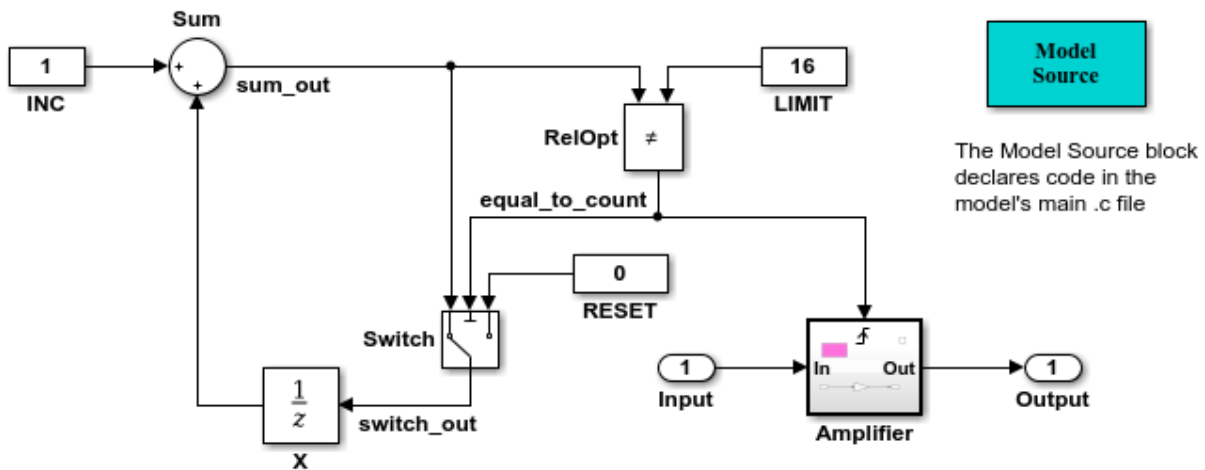 Sum
1
INC
+
+
sum_out
16
LIMIT
Model
Source
RelOpt
≠
The Model Source block
declares code in the
model's main .c file
equal_to_count
0
RESET
Switch
1
Input
In
Out
Amplifier
1
Output
1
z
switch_out
X